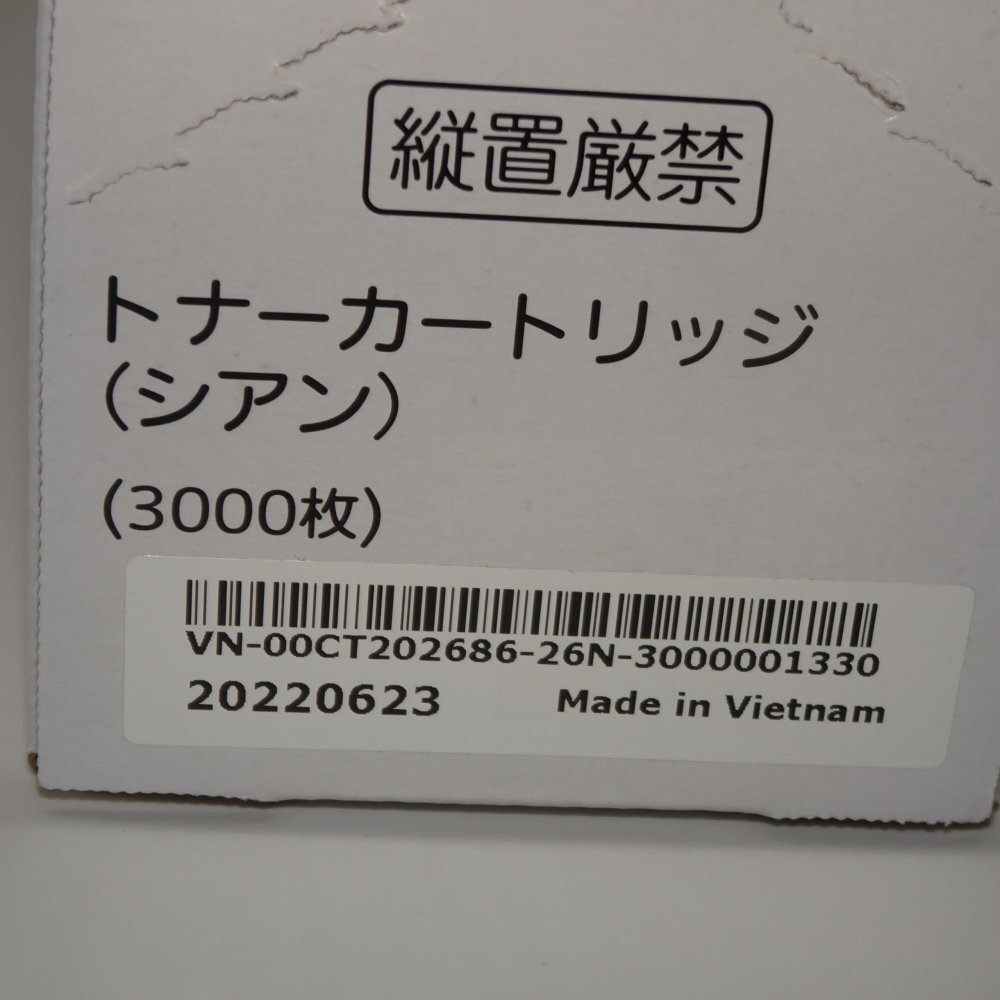 縦置厳禁
トナーカートリッジ
(シアン)
(3000枚)
VN-00CT202686-26N-3000001330
20220623 Made in Vietnam